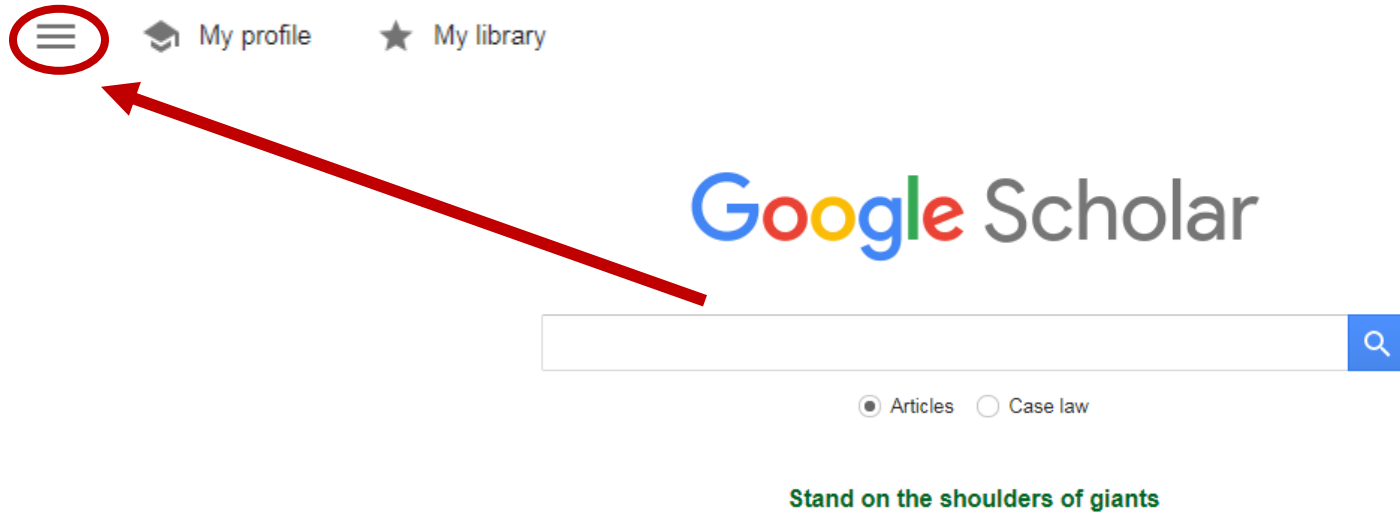 My profile My library
Google Scholar
Articles Case law
Stand on the shoulders of giants